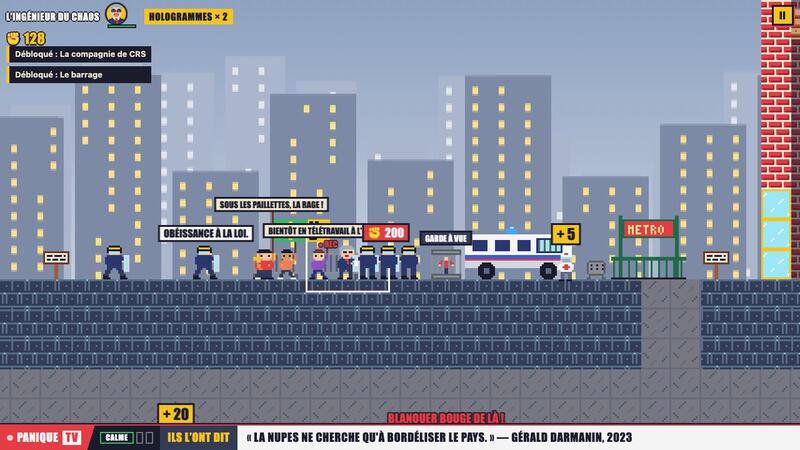 L'INGÉNIEUR DU CHAOS
HOLOGRAMMES × 2
128
Débloqué : La compagnie de CRS
Débloqué : Le barrage
SOUS LES PAILLETTES, LA RAGE !
OBÉISSANCE À LA LOI.
BIENTÔT EN TÉLÉTRAVAIL À L'
200
GARDE À VUE
+5
METRO
+20
BLANQUER BOUGE DE LÀ !
PANIQUE TV
CALME
ILS L'ONT DIT
« LA NUPES NE CHERCHE QU'À BORDÉLISER LE PAYS. » — GÉRALD DARMANIN, 2023